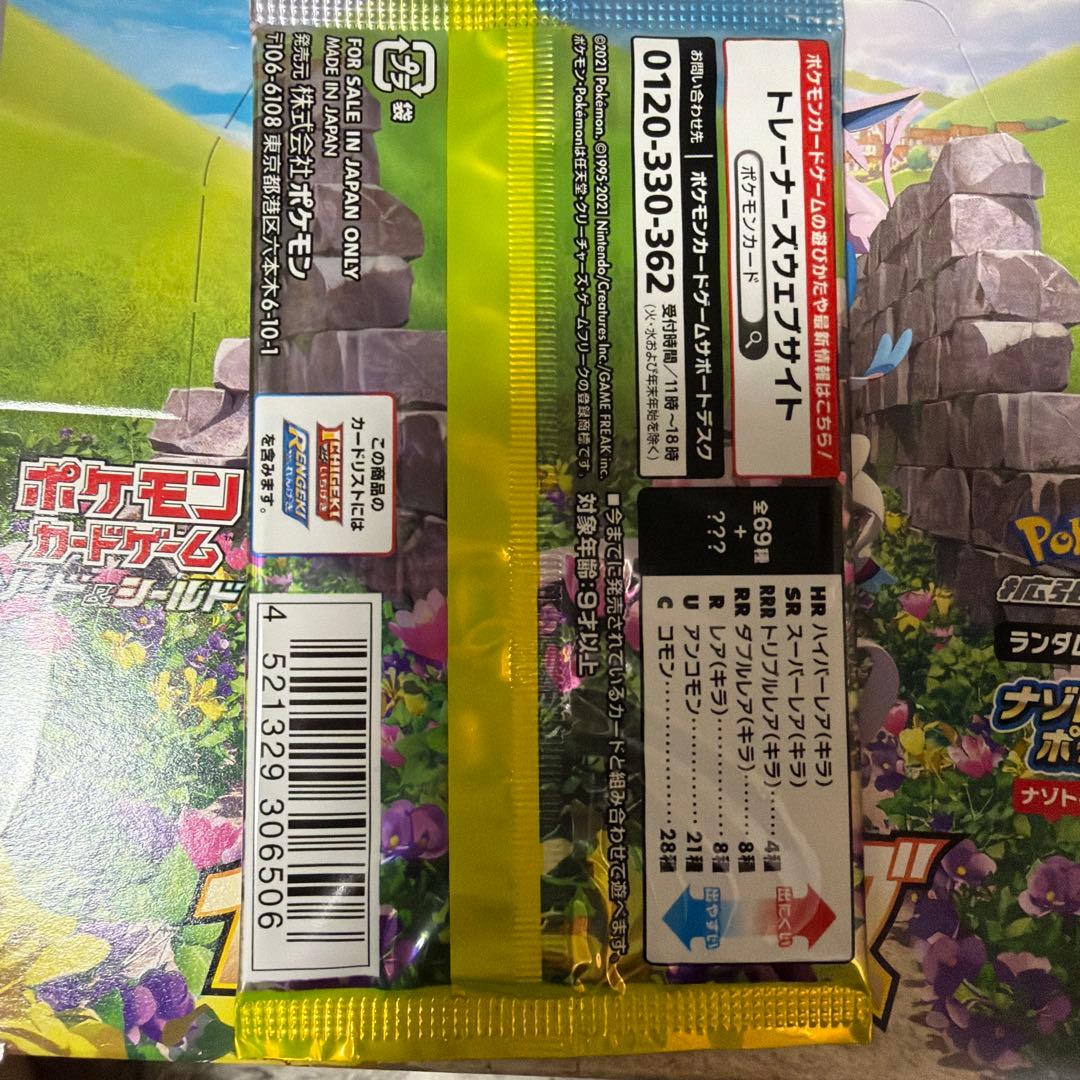 ポケモンカードゲームの遊びかたや最新情報はこちら!
トレーナーズウェブサイト
ポケモンカード
お問い合わせ先
ポケモンカードゲームサポートデスク
0120-330-362
受付時間/11時~18時
(火・水および年末年始を除く)
©2021 Pokémon. ©1995-2021 Nintendo/Creatures Inc./GAME FREAK inc.
ポケモン・Pokémonは任天堂・クリーチャーズ・ゲームフリークの登録商標です。
全69種
+
???
HR ハイパーレア(キラ)
SR スーパーレア(キラ)
RRR トリプルレア(キラ)‥4種
RR ダブルレア(キラ)‥‥8種
R レア(キラ)‥‥‥‥8種
U アンコモン‥‥‥‥21種
C コモン‥‥‥‥‥28種
出にくい
出やすい
■今までに発売されているカードと組み合わせて遊べます。
対象年齢:9才以上
プラ
袋
FOR SALE IN JAPAN ONLY
MADE IN JAPAN
発売元 株式会社ポケモン
〒106-6108 東京都港区六本木6-10-1
この商品の
カードリストには
ICHIGEKI
いちげき
RENGEKI
れんげき
を含みます。
4 521329 306506
ポケモン
カードゲーム
ソード&シールド
Po
拡張
ランダム
ナゾ
ポ
ナゾト
ズ